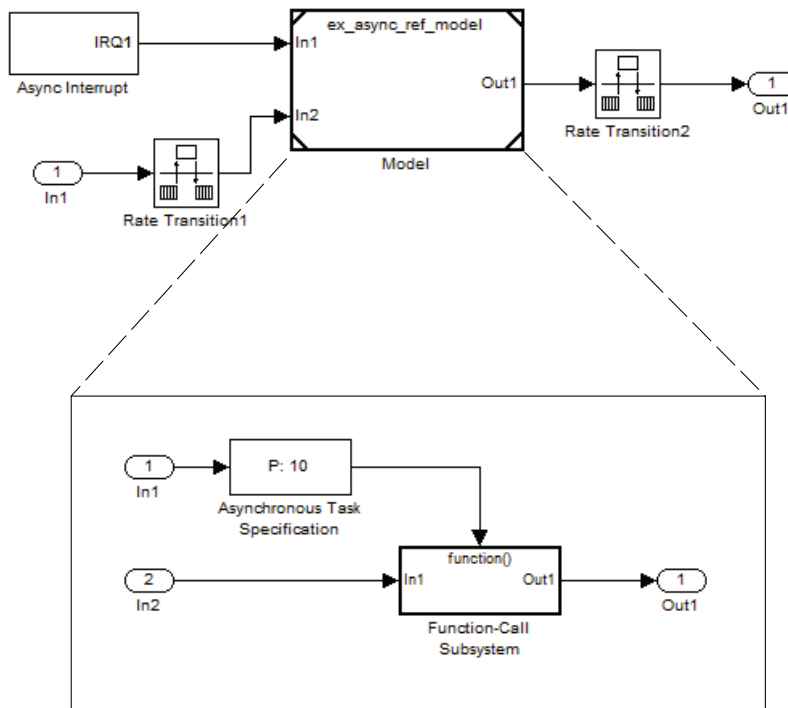 ex_async_ref_model
IRQ1
In1
Async Interrupt
Out1
In2
1
Out1
Rate Transition2
Model
1
In1
Rate Transition1
1
In1
P: 10
Asynchronous Task
Specification
function()
2
In2
In1
Out1
1
Out1
Function-Call
Subsystem